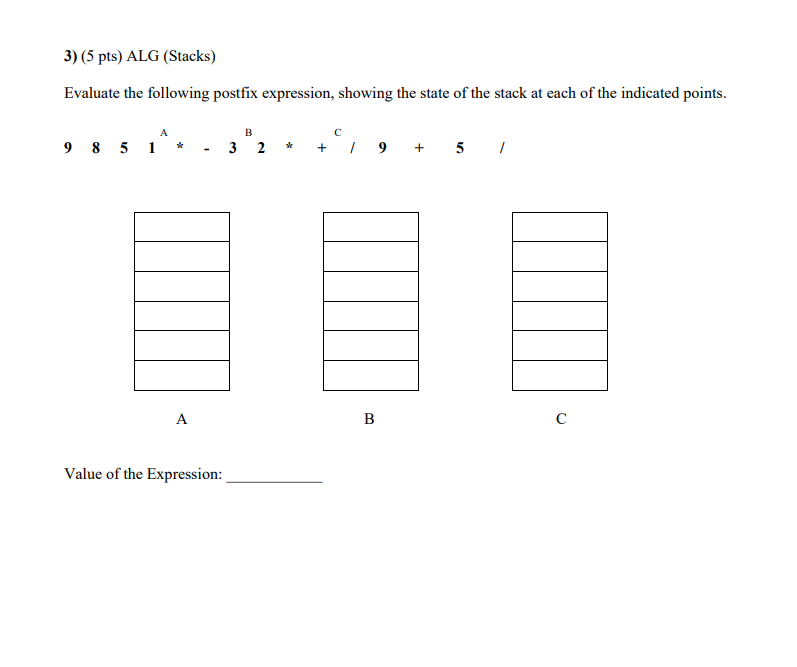 3) (5 pts) ALG (Stacks)
Evaluate the following postfix expression, showing the state of the stack at each of the indicated points.
A B C
9 8 5 1 * - 3 2 * + / 9 + 5 /
A B C
Value of the Expression: ____________